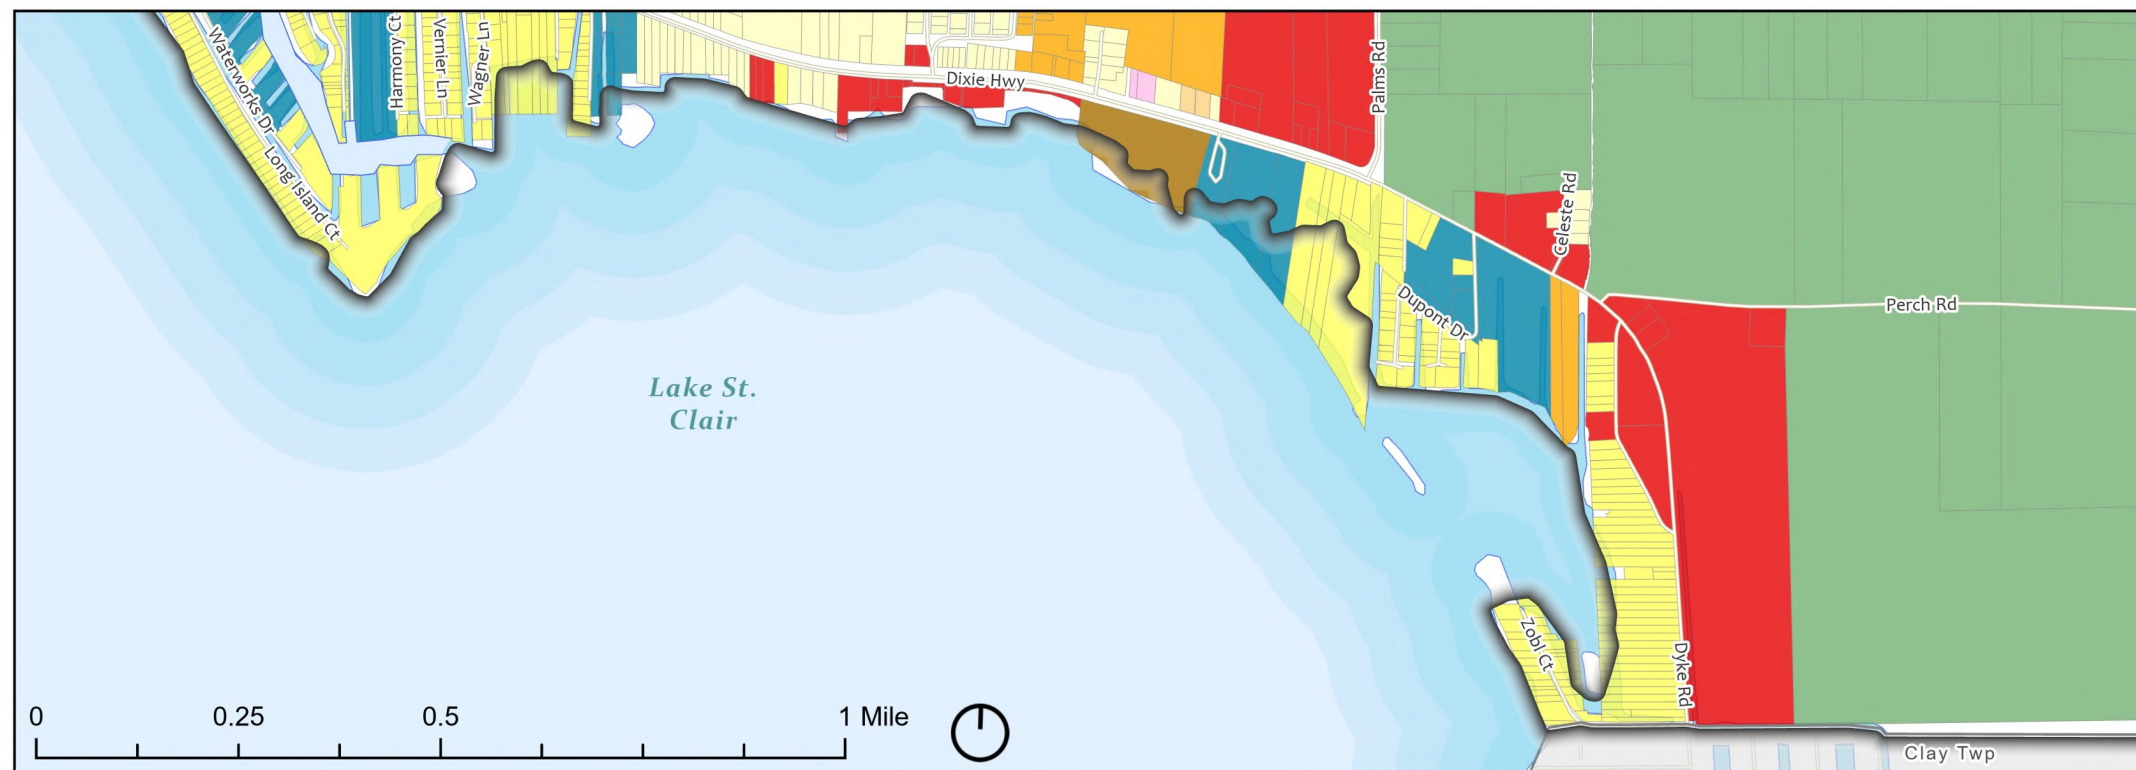 Waterworks Dr
Harmony Ct
Vernier Ln
Wagner Ln
Dixie Hwy
Palms Rd
Long Island Ct
Celeste Rd
Dupont Dr
Perch Rd
Lake St.
Clair
Zobl Ct
Dyke Rd
0 0.25 0.5 1 Mile
Clay Twp